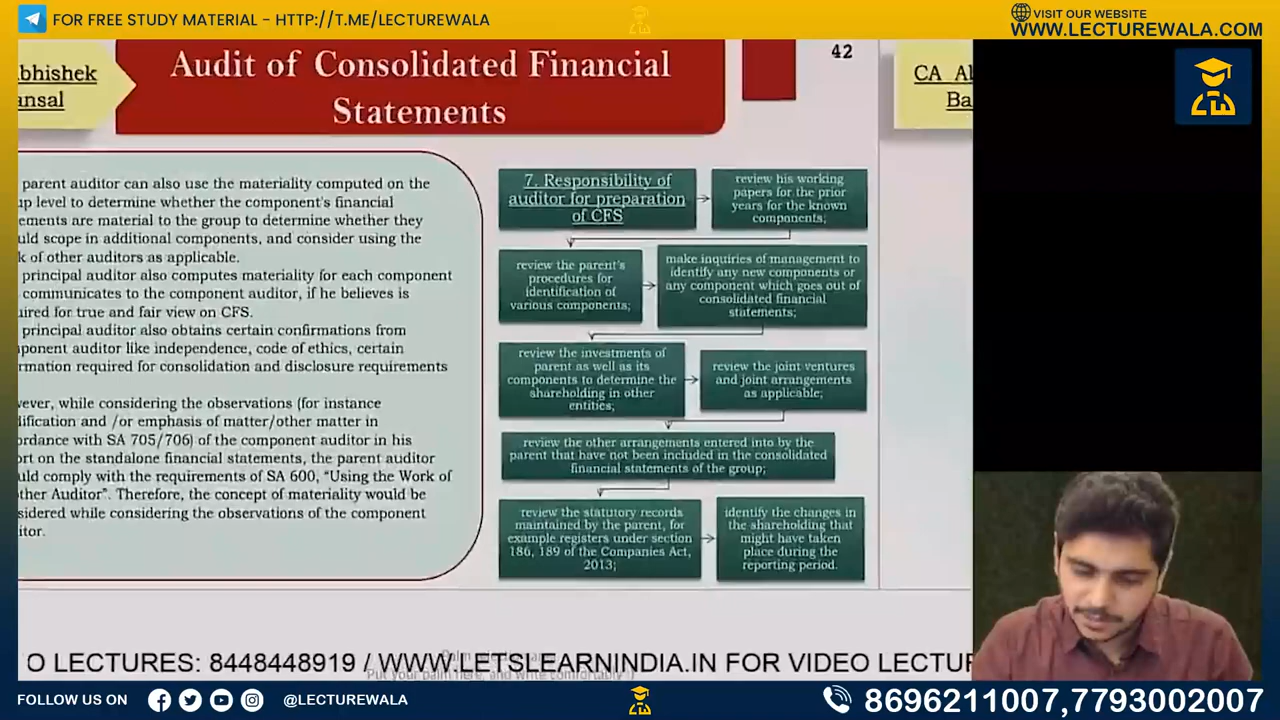 FOR FREE STUDY MATERIAL - HTTP://T.ME/LECTUREWALA
VISIT OUR WEBSITE
WWW.LECTUREWALA.COM
bhishek
ansal
Audit of Consolidated Financial
Statements
42
CA Al
Ba
parent auditor can also use the materiality computed on the
up level to determine whether the component's financial
ements are material to the group to determine whether they
uld scope in additional components, and consider using the
k of other auditors as applicable.
principal auditor also computes materiality for each component
communicates to the component auditor, if he believes is
uired for true and fair view on CFS.
principal auditor also obtains certain confirmations from
ponent auditor like independence, code of ethics, certain
rmation required for consolidation and disclosure requirements
vever, while considering the observations (for instance
lification and /or emphasis of matter/other matter in
ordance with SA 705/706) of the component auditor in his
ort on the standalone financial statements, the parent auditor
uld comply with the requirements of SA 600, “Using the Work of
ther Auditor”. Therefore, the concept of materiality would be
sidered while considering the observations of the component
itor.
7. Responsibility of
auditor for preparation
of CFS
review his working
papers for the prior
years for the known
components;
review the parent's
procedures for
identification of
various components;
make inquiries of management to
identify any new components or
any component which goes out of
consolidated financial
statements;
review the investments of
parent as well as its
components to determine the
shareholding in other
entities;
review the joint ventures
and joint arrangements
as applicable;
review the other arrangements entered into by the
parent that have not been included in the consolidated
financial statements of the group;
review the statutory records
maintained by the parent, for
example registers under section
186, 189 of the Companies Act,
2013;
identify the changes in
the shareholding that
might have taken
place during the
reporting period.
O LECTURES: 8448448919 / WWW.LETSLEARNINDIA.IN FOR VIDEO LECTUR
Put your palm here, and write comfortably :)
FOLLOW US ON
@LECTUREWALA
8696211007,7793002007